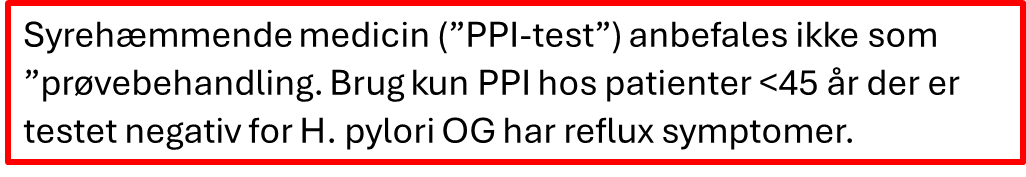 Syrehæmmende medicin (”PPI-test”) anbefales ikke som
”prøvebehandling. Brug kun PPI hos patienter <45 år der er
testet negativ for H. pylori OG har reflux symptomer.